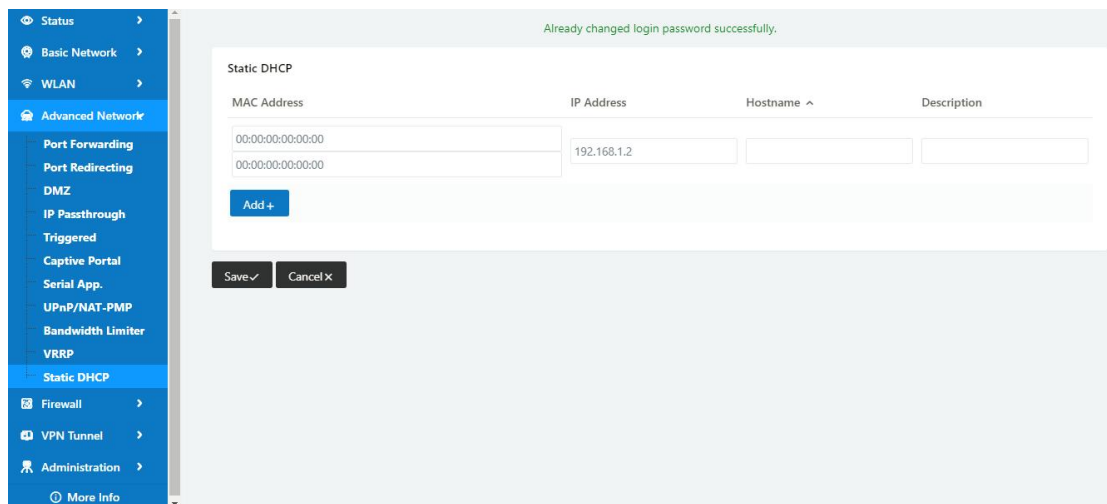 Status
Basic Network
WLAN
Advanced Network
Port Forwarding
Port Redirecting
DMZ
IP Passthrough
Triggered
Captive Portal
Serial App.
UPnP/NAT-PMP
Bandwidth Limiter
VRRP
Static DHCP
Firewall
VPN Tunnel
Administration
More Info
Already changed login password successfully.
Static DHCP
MAC Address IP Address Hostname Description
00:00:00:00:00:00
192.168.1.2
00:00:00:00:00:00
Add +
Save✓ Cancel×